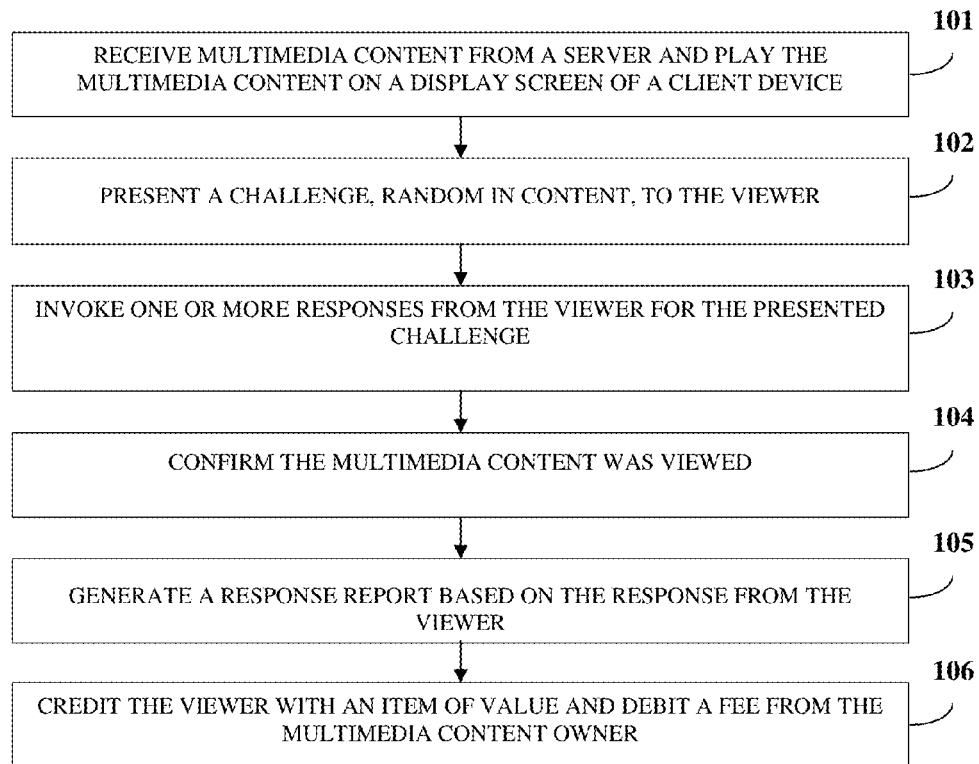 101
RECEIVE MULTIMEDIA CONTENT FROM A SERVER AND PLAY THE
MULTIMEDIA CONTENT ON A DISPLAY SCREEN OF A CLIENT DEVICE
102
PRESENT A CHALLENGE, RANDOM IN CONTENT, TO THE VIEWER
103
INVOKE ONE OR MORE RESPONSES FROM THE VIEWER FOR THE PRESENTED
CHALLENGE
104
CONFIRM THE MULTIMEDIA CONTENT WAS VIEWED
105
GENERATE A RESPONSE REPORT BASED ON THE RESPONSE FROM THE
VIEWER
106
CREDIT THE VIEWER WITH AN ITEM OF VALUE AND DEBIT A FEE FROM THE
MULTIMEDIA CONTENT OWNER